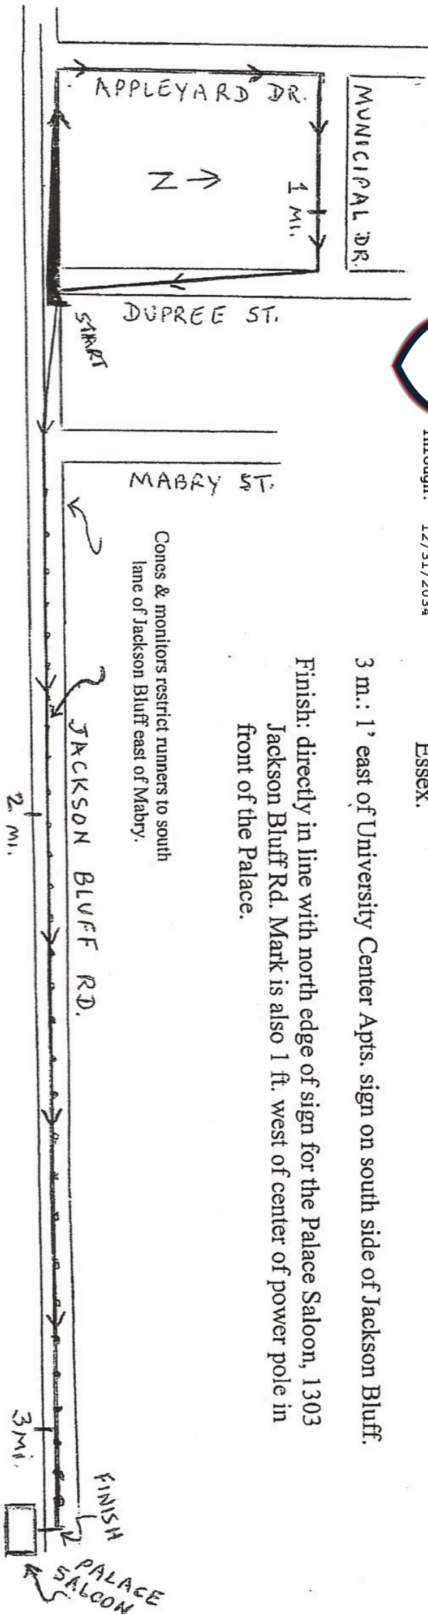 Through: 12/31/2034
Essex.
3 m.: 1' east of University Center Apts. sign on south side of Jackson Bluff.
Finish: directly in line with north edge of sign for the Palace Saloon, 1303
Jackson Bluff Rd. Mark is also 1 ft. west of center of power pole in
front of the Palace.
MUNICIPAL DR.
APPLEYARD DR.
N →
1 MI.
DUPREE ST.
START
MABRY ST.
Cones & monitors restrict runners to south
lane of Jackson Bluff east of Mabry.
JACKSON BLUFF RD.
2 MI.
3 MI.
FINISH
PALACE
SALOON